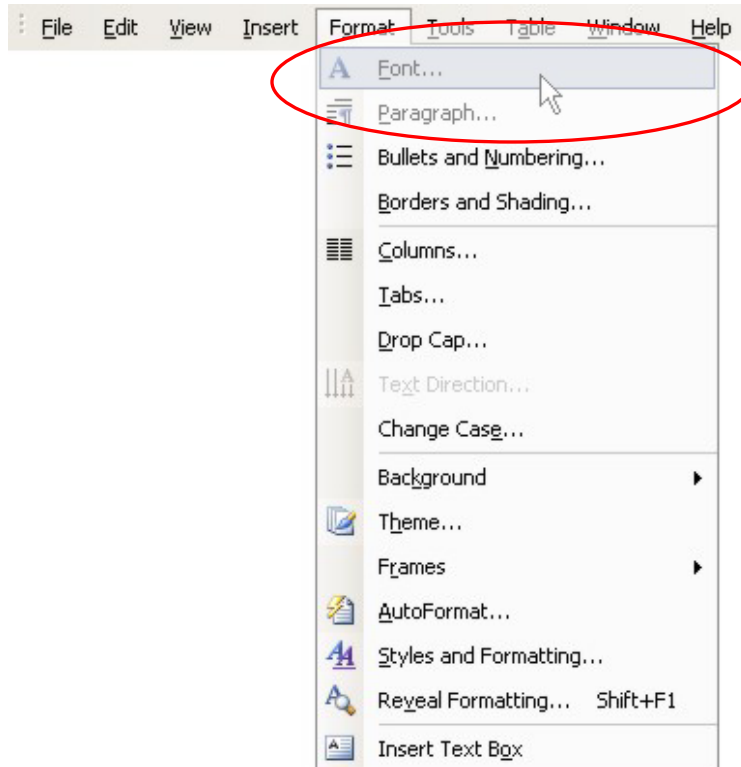 File Edit View Insert Format Tools Table Window Help
Font...
Paragraph...
Bullets and Numbering...
Borders and Shading...
Columns...
Tabs...
Drop Cap...
Text Direction...
Change Case...
Background
Theme...
Frames
AutoFormat...
Styles and Formatting...
Reveal Formatting... Shift+F1
Insert Text Box